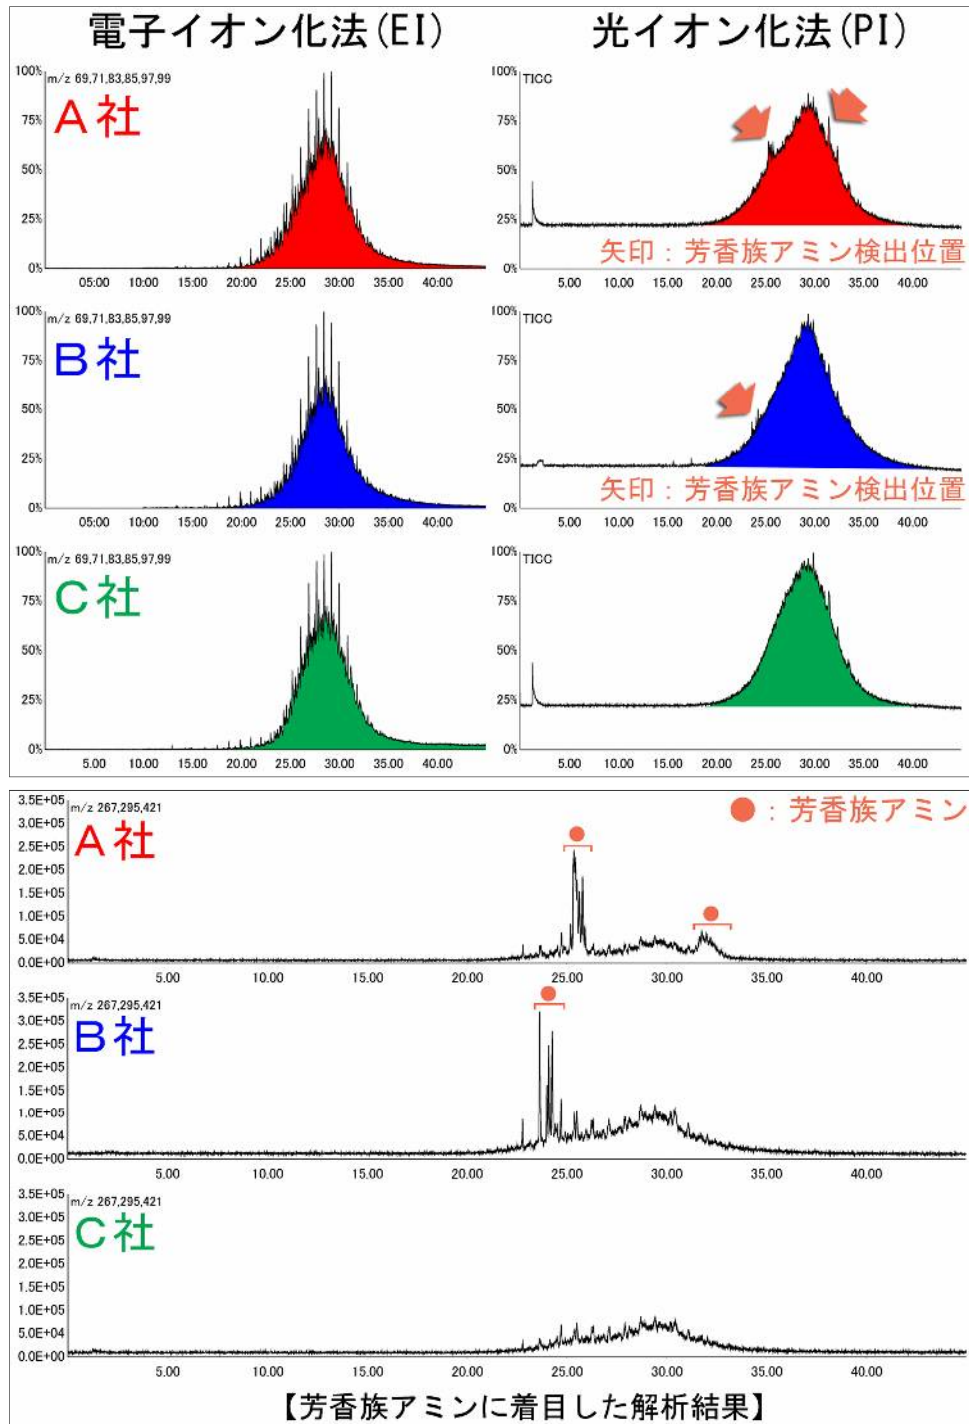 電子イオン化法(EI)
光イオン化法(PI)
100%
m/z 69,71,83,85,97,99
A社
75%
50%
25%
0%
05:00 10:00 15:00 20:00 25:00 30:00 35:00 40:00
100%
TICC
75%
50%
25%
矢印：芳香族アミン検出位置
0%
5.00 10.00 15.00 20.00 25.00 30.00 35.00 40.00
100%
m/z 69,71,83,85,97,99
B社
75%
50%
25%
0%
05:00 10:00 15:00 20:00 25:00 30:00 35:00 40:00
100%
TICC
75%
50%
25%
矢印：芳香族アミン検出位置
0%
5.00 10.00 15.00 20.00 25.00 30.00 35.00 40.00
100%
m/z 69,71,83,85,97,99
C社
75%
50%
25%
0%
5.00 10.00 15.00 20.00 25.00 30.00 35.00 40.00
100%
TICC
75%
50%
25%
0%
5.00 10.00 15.00 20.00 25.00 30.00 35.00 40.00
3.5E+05
m/z 267,295,421
●：芳香族アミン
A社
3.0E+05
2.5E+05
2.0E+05
1.5E+05
1.0E+05
5.0E+04
0.0E+00
5.00 10.00 15.00 20.00 25.00 30.00 35.00 40.00
3.5E+05
m/z 267,295,421
B社
3.0E+05
2.5E+05
2.0E+05
1.5E+05
1.0E+05
5.0E+04
0.0E+00
5.00 10.00 15.00 20.00 25.00 30.00 35.00 40.00
3.5E+05
m/z 267,295,421
C社
3.0E+05
2.5E+05
2.0E+05
1.5E+05
1.0E+05
5.0E+04
0.0E+00
5.00 10.00 15.00 20.00 25.00 30.00 35.00 40.00
【芳香族アミンに着目した解析結果】